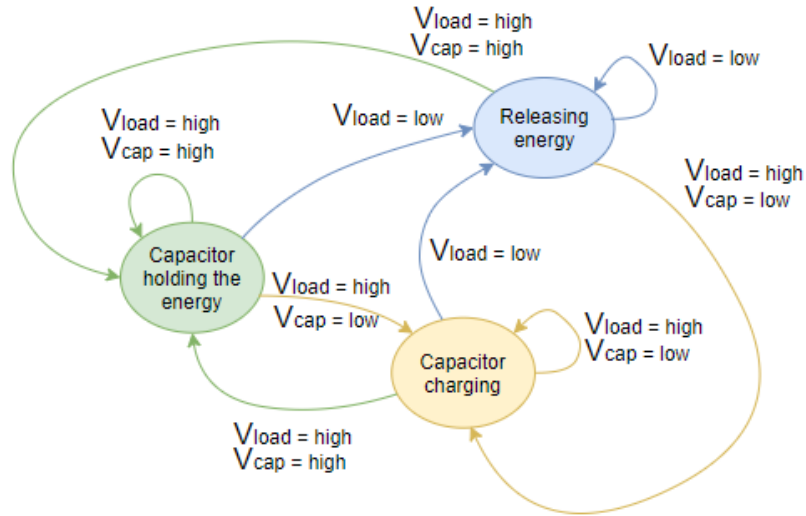 Vload = high
Vcap = high
Vload = low
Releasing
energy
Vload = low
Vload = high
Vcap = high
Vload = high
Vcap = low
Capacitor
holding the
energy
Vload = low
Vload = high
Vcap = low
Vload = high
Vcap = low
Capacitor
charging
Vload = high
Vcap = high